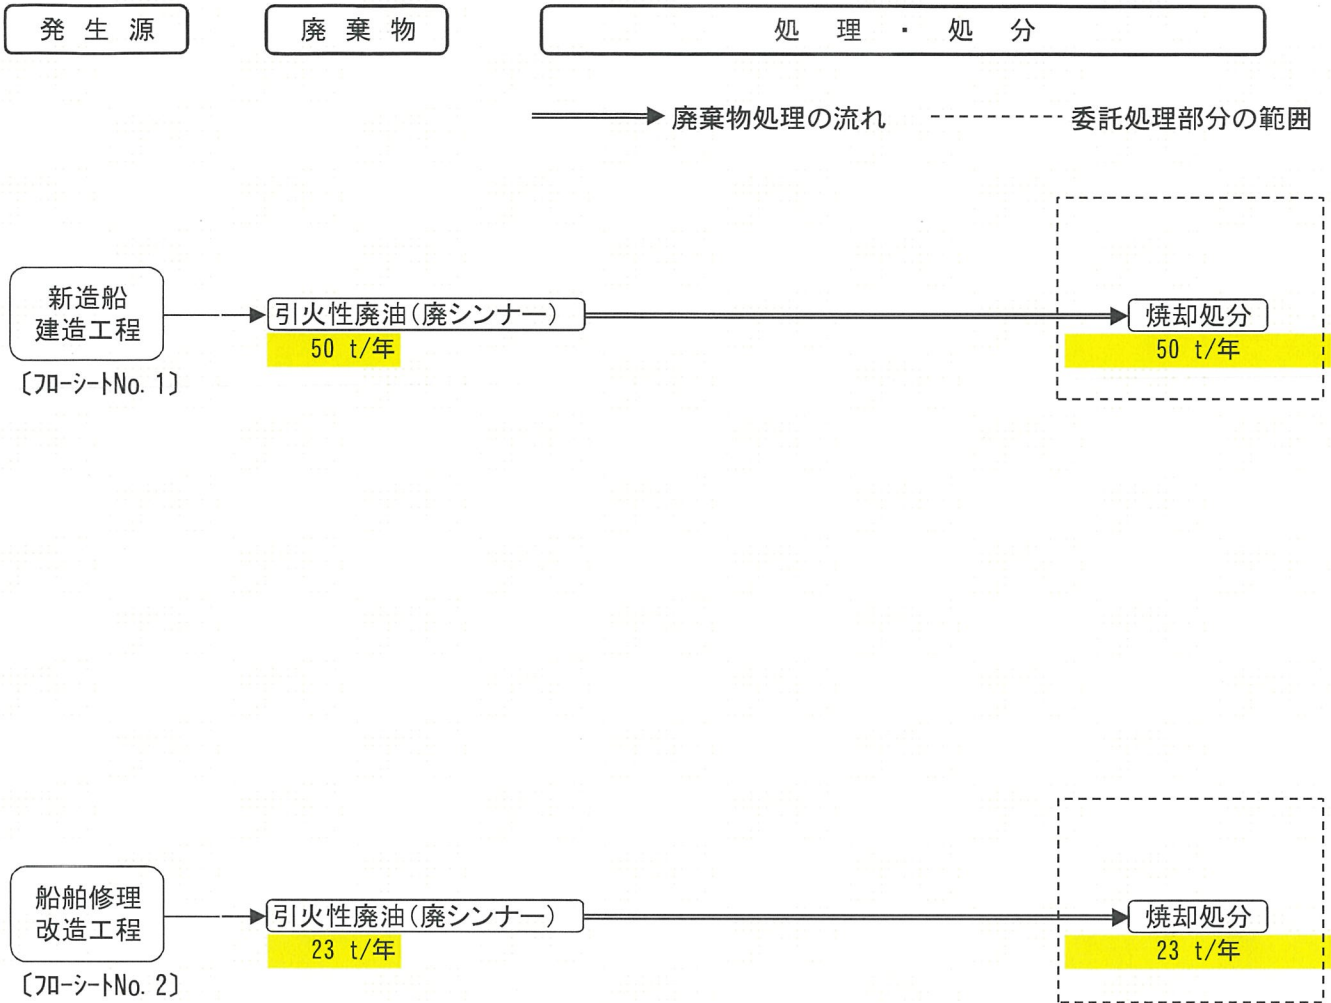 発生源
廃棄物
処理・処分
廃棄物処理の流れ
委託処理部分の範囲
新造船
建造工程
〔ﾌﾛｰｼｰﾄNo. 1〕
引火性廃油(廃シンナー)
50 t/年
焼却処分
50 t/年
船舶修理
改造工程
〔ﾌﾛｰｼｰﾄNo. 2〕
引火性廃油(廃シンナー)
23 t/年
焼却処分
23 t/年